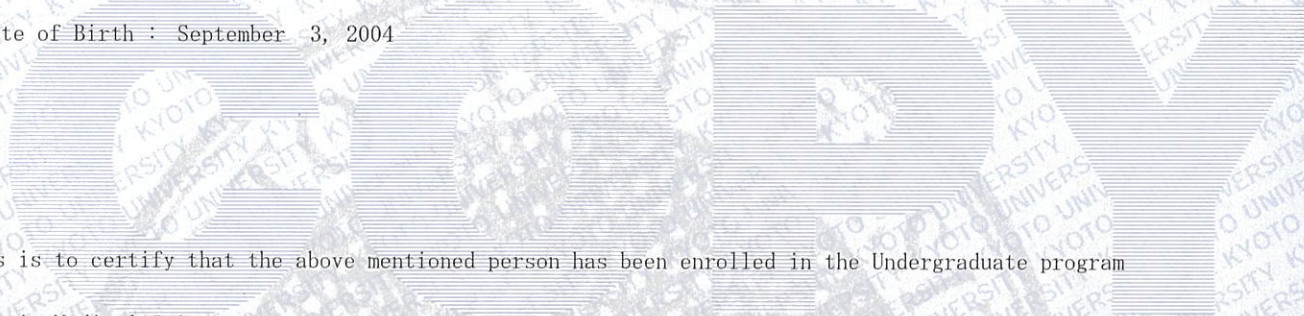 te of Birth : September 3, 2004
COPY
s is to certify that the above mentioned person has been enrolled in the Undergraduate program